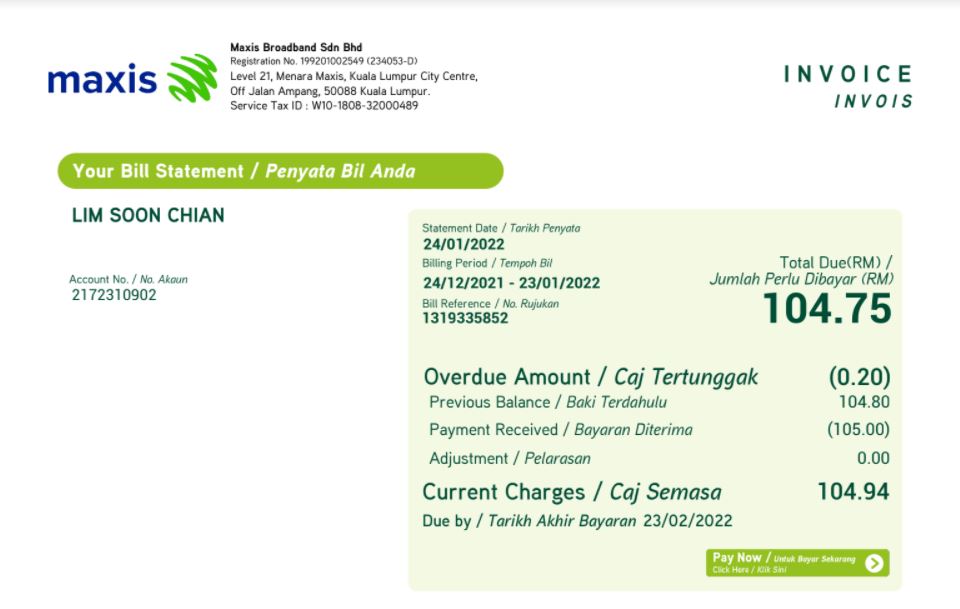 maxis
Maxis Broadband Sdn Bhd
Registration No. 199201002549 (234053-D)
Level 21, Menara Maxis, Kuala Lumpur City Centre,
Off Jalan Ampang, 50088 Kuala Lumpur.
Service Tax ID : W10-1808-32000489
INVOICE
INVOIS
Your Bill Statement / Penyata Bil Anda
LIM SOON CHIAN
Account No. / No. Akaun
2172310902
Statement Date / Tarikh Penyata
24/01/2022
Billing Period / Tempoh Bil
24/12/2021 - 23/01/2022
Bill Reference / No. Rujukan
1319335852
Total Due(RM) /
Jumlah Perlu Dibayar (RM)
104.75
Overdue Amount / Caj Tertunggak (0.20)
Previous Balance / Baki Terdahulu 104.80
Payment Received / Bayaran Diterima (105.00)
Adjustment / Pelarasan 0.00
Current Charges / Caj Semasa 104.94
Due by / Tarikh Akhir Bayaran 23/02/2022
Pay Now / Untuk Bayar Sekarang
Click Here / Klik Sini